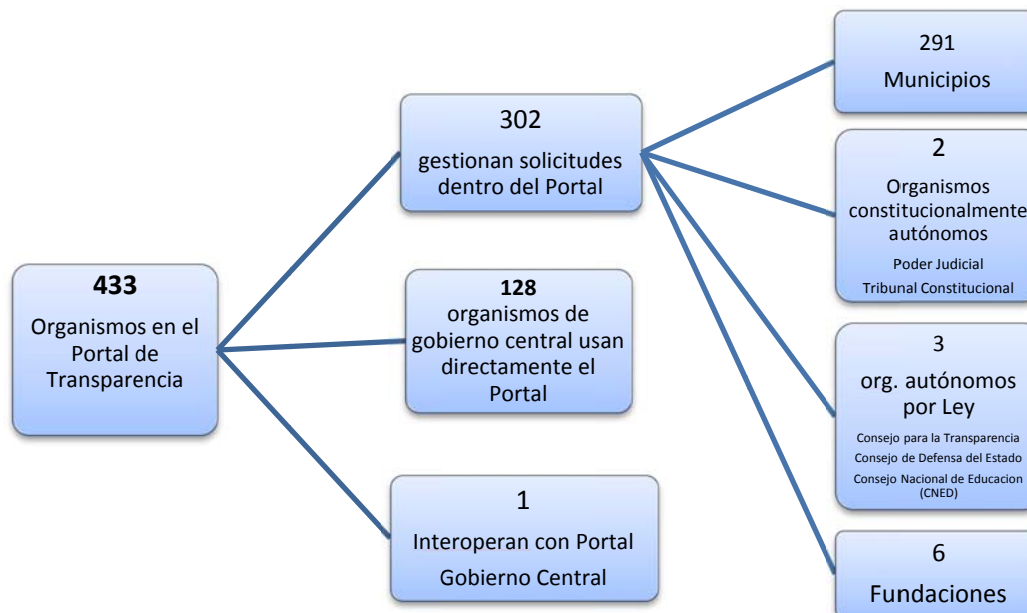 433
Organismos en el
Portal de
Transparencia
302
gestionan solicitudes
dentro del Portal
128
organismos de
gobierno central usan
directamente el
Portal
1
Interoperan con Portal
Gobierno Central
291
Municipios
2
Organismos
constitucionalmente
autónomos
Poder Judicial
Tribunal Constitucional
3
org. autónomos
por Ley
Consejo para la Transparencia
Consejo de Defensa del Estado
Consejo Nacional de Educacion
(CNED)
6
Fundaciones